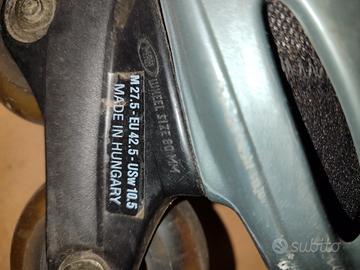 M 27.5 - EU 42.5 - USw 10.5
MADE IN HUNGARY
WHEEL SIZE 80 MM
subito